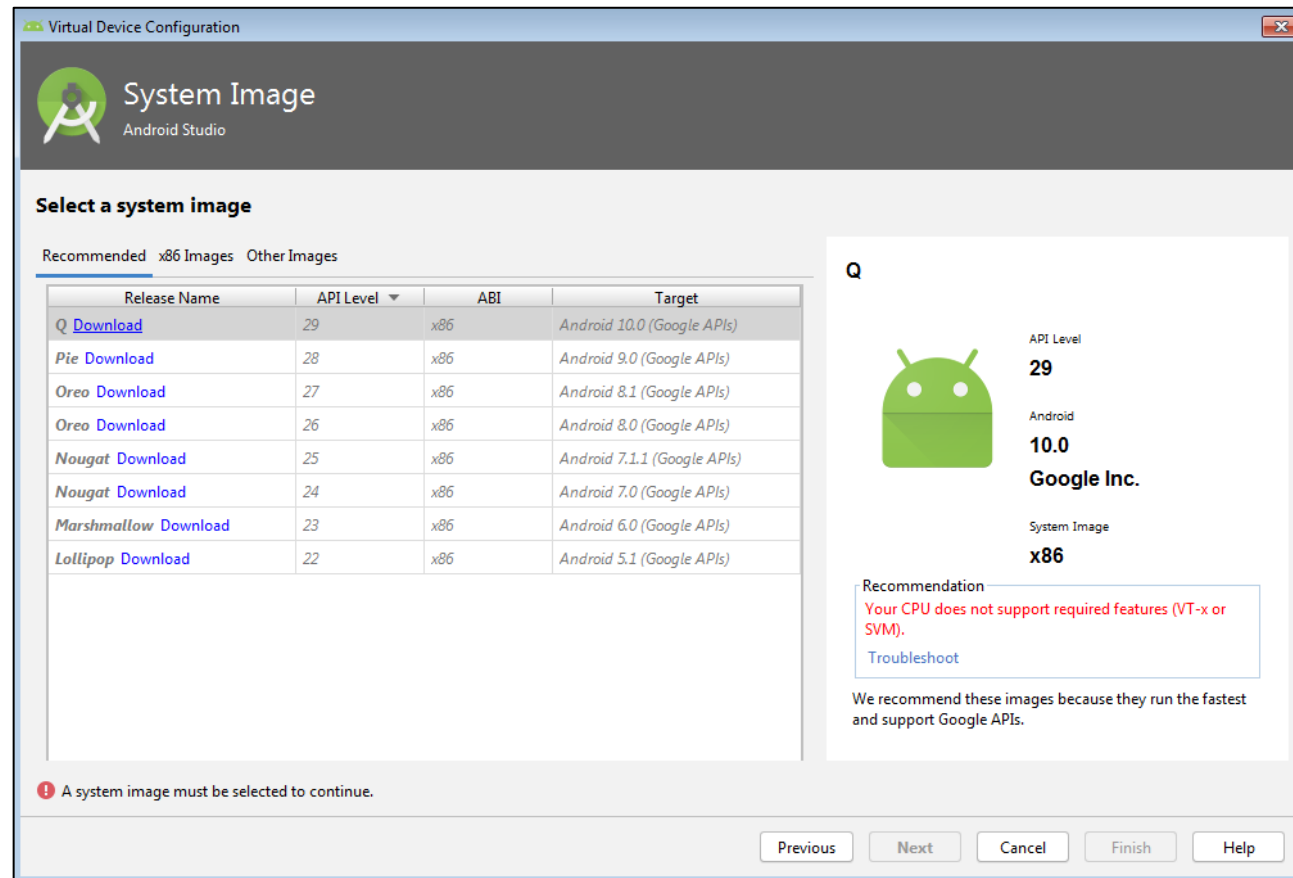 Virtual Device Configuration
System Image
Android Studio
Select a system image
Recommended x86 Images Other Images
Release Name API Level ABI Target
Q Download 29 x86 Android 10.0 (Google APIs)
Pie Download 28 x86 Android 9.0 (Google APIs)
Oreo Download 27 x86 Android 8.1 (Google APIs)
Oreo Download 26 x86 Android 8.0 (Google APIs)
Nougat Download 25 x86 Android 7.1.1 (Google APIs)
Nougat Download 24 x86 Android 7.0 (Google APIs)
Marshmallow Download 23 x86 Android 6.0 (Google APIs)
Lollipop Download 22 x86 Android 5.1 (Google APIs)
Q
API Level
29
Android
10.0
Google Inc.
System Image
x86
Recommendation
Your CPU does not support required features (VT-x or
SVM).
Troubleshoot
We recommend these images because they run the fastest
and support Google APIs.
A system image must be selected to continue.
Previous Next Cancel Finish Help